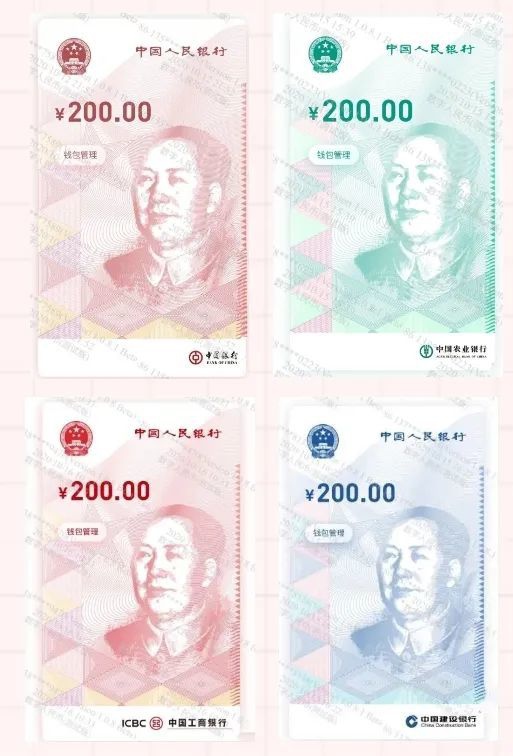 中国人民银行
¥200.00
钱包管理
中国银行
BANK OF CHINA
中国人民银行
¥200.00
钱包管理
中国农业银行
AGRICULTURAL BANK OF CHINA
中国人民银行
¥200.00
钱包管理
ICBC 中国工商银行
中国人民银行
¥200.00
钱包管理
中国建设银行
China Construction Bank